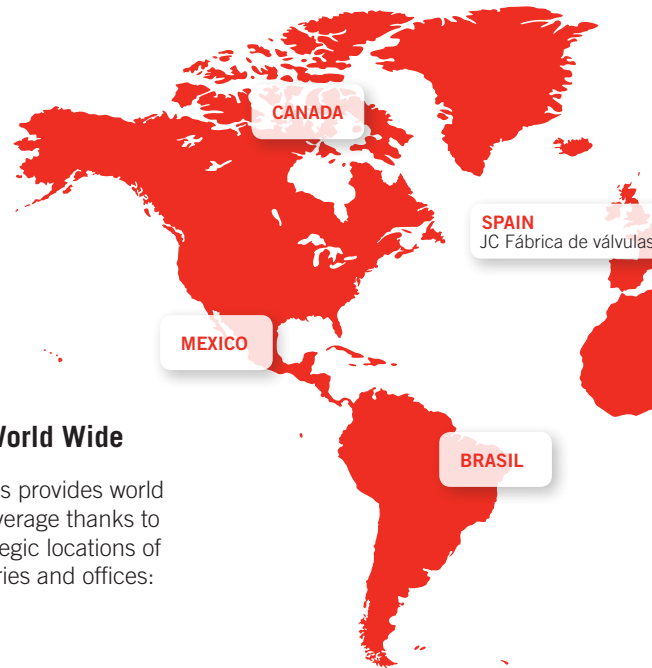 CANADA
SPAIN
JC Fábrica de válvulas
MEXICO
BRASIL
World Wide
s provides world
verage thanks to
egic locations of
ries and offices: